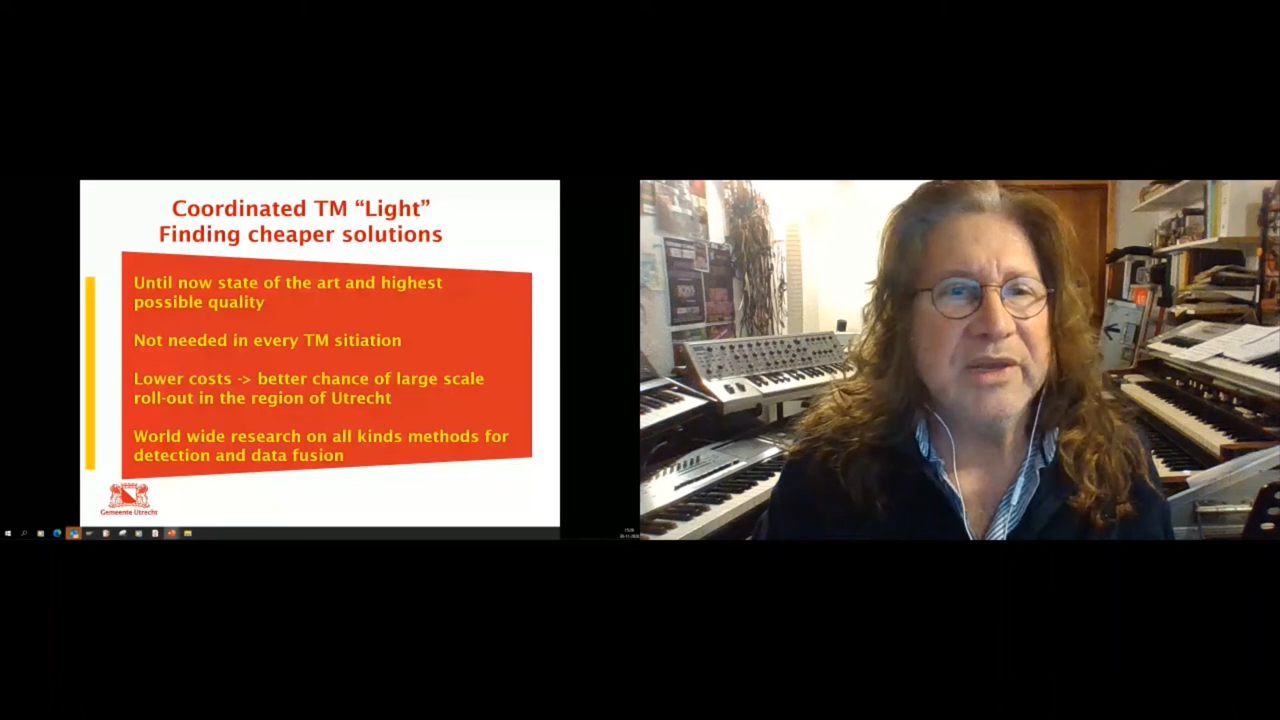 Coordinated TM “Light”
Finding cheaper solutions
Until now state of the art and highest
possible quality
Not needed in every TM sitiation
Lower costs -> better chance of large scale
roll-out in the region of Utrecht
World wide research on all kinds methods for
detection and data fusion
Gemeente Utrecht